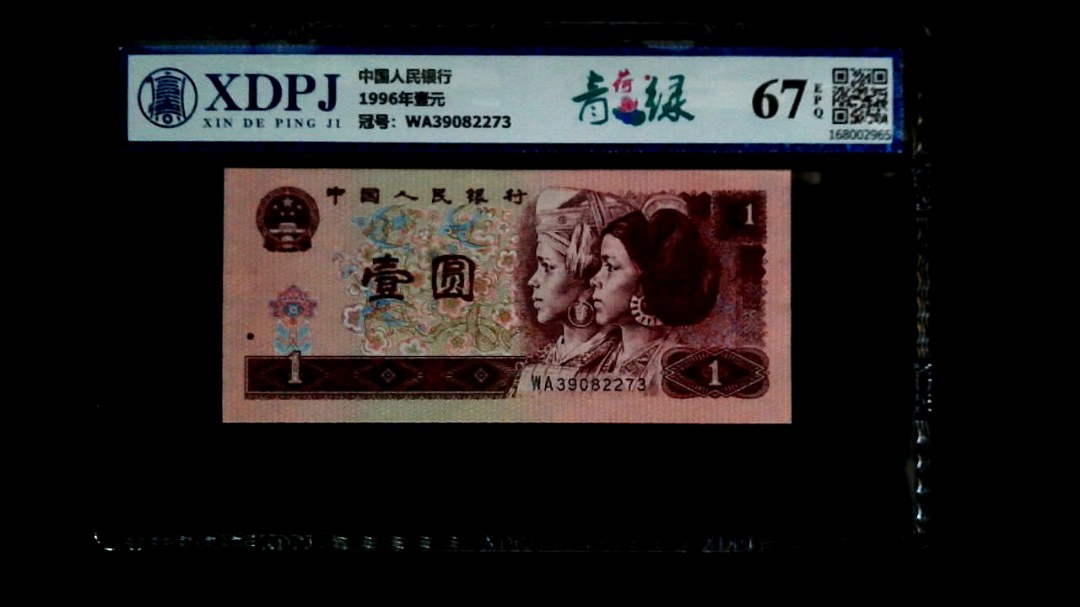 XDPJ
XIN DE PING JI
中国人民银行
1996年壹元
冠号：WA39082273
青荷绿
67
EPQ
168002965
中国人民银行
1
壹圆
1
WA39082273
1